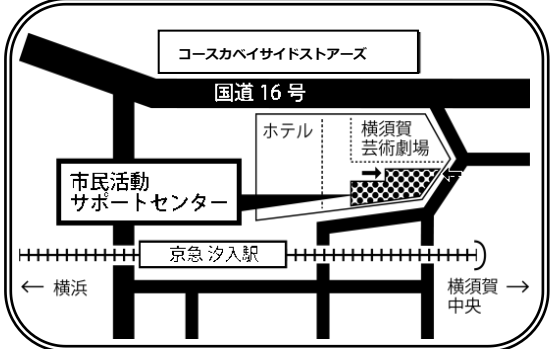 コースカベイサイドストアーズ
国道16号
ホテル
横須賀
芸術劇場
市民活動
サポートセンター
京急 汐入駅
← 横浜
横須賀 →
中央